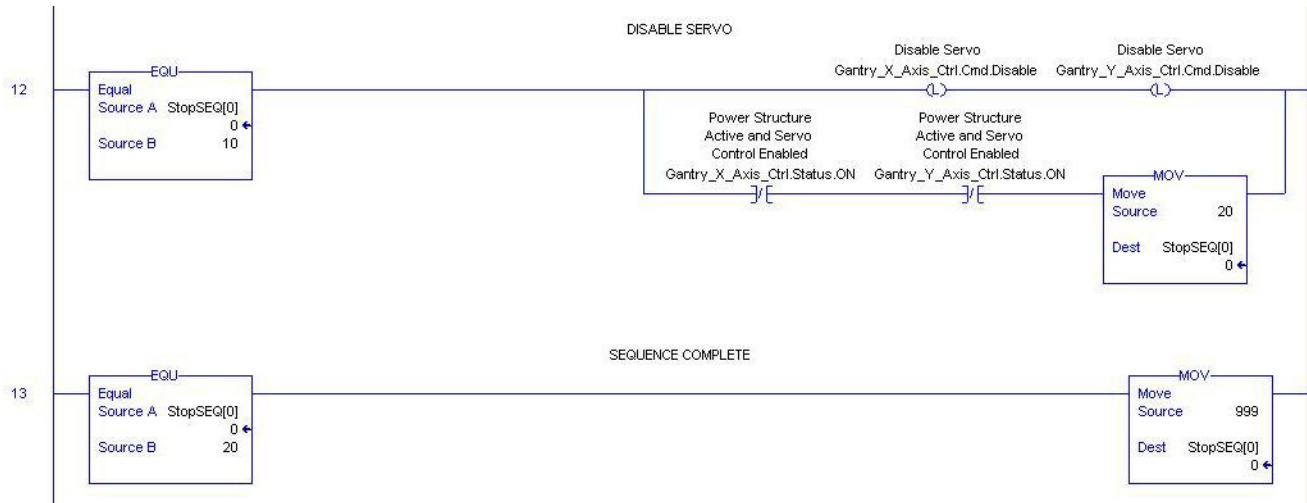 DISABLE SERVO
Disable Servo
Gantry_X_Axis_Ctrl.Cmd.Disable
Disable Servo
Gantry_Y_Axis_Ctrl.Cmd.Disable
12
EQU
Equal
Source A StopSEQ[0]
0
Source B 10
L
L
Power Structure
Active and Servo
Control Enabled
Gantry_X_Axis_Ctrl.Status.ON
Power Structure
Active and Servo
Control Enabled
Gantry_Y_Axis_Ctrl.Status.ON
MOV
Move
Source 20
Dest StopSEQ[0]
0
SEQUENCE COMPLETE
13
EQU
Equal
Source A StopSEQ[0]
0
Source B 20
MOV
Move
Source 999
Dest StopSEQ[0]
0